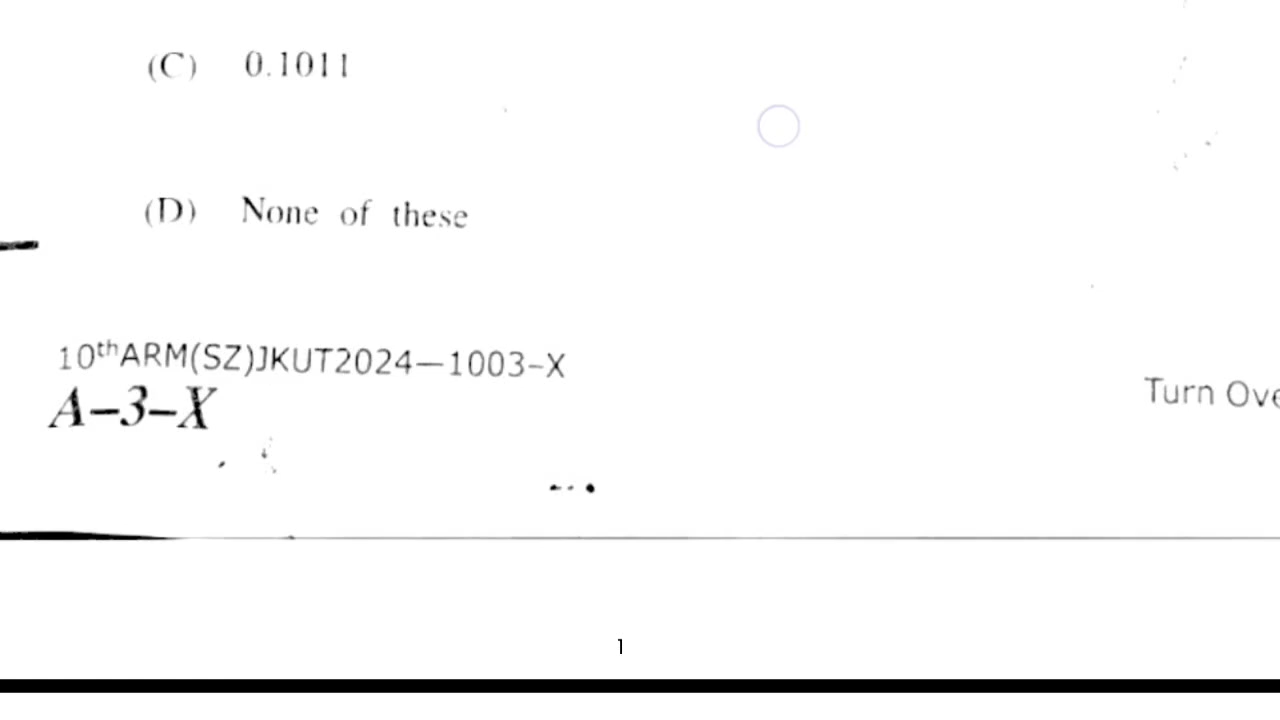 (C) 0.1011
(D) None of these
10thARM(SZ)JKUT2024—1003-X
A–3–X
Turn Ove
1